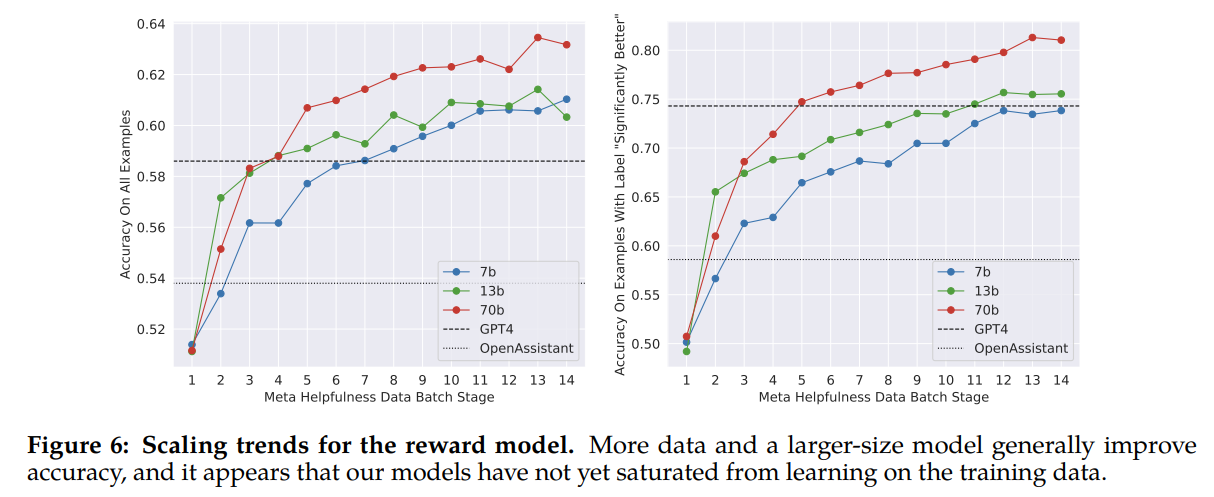 Accuracy On All Examples
0.64
0.62
0.60
0.58
0.56
0.54
0.52
7b
13b
70b
GPT4
OpenAssistant
1 2 3 4 5 6 7 8 9 10 11 12 13 14
Meta Helpfulness Data Batch Stage
Accuracy On Examples With Label "Significantly Better"
0.80
0.75
0.70
0.65
0.60
0.55
0.50
7b
13b
70b
GPT4
OpenAssistant
1 2 3 4 5 6 7 8 9 10 11 12 13 14
Meta Helpfulness Data Batch Stage
Figure 6: Scaling trends for the reward model. More data and a larger-size model generally improve
accuracy, and it appears that our models have not yet saturated from learning on the training data.